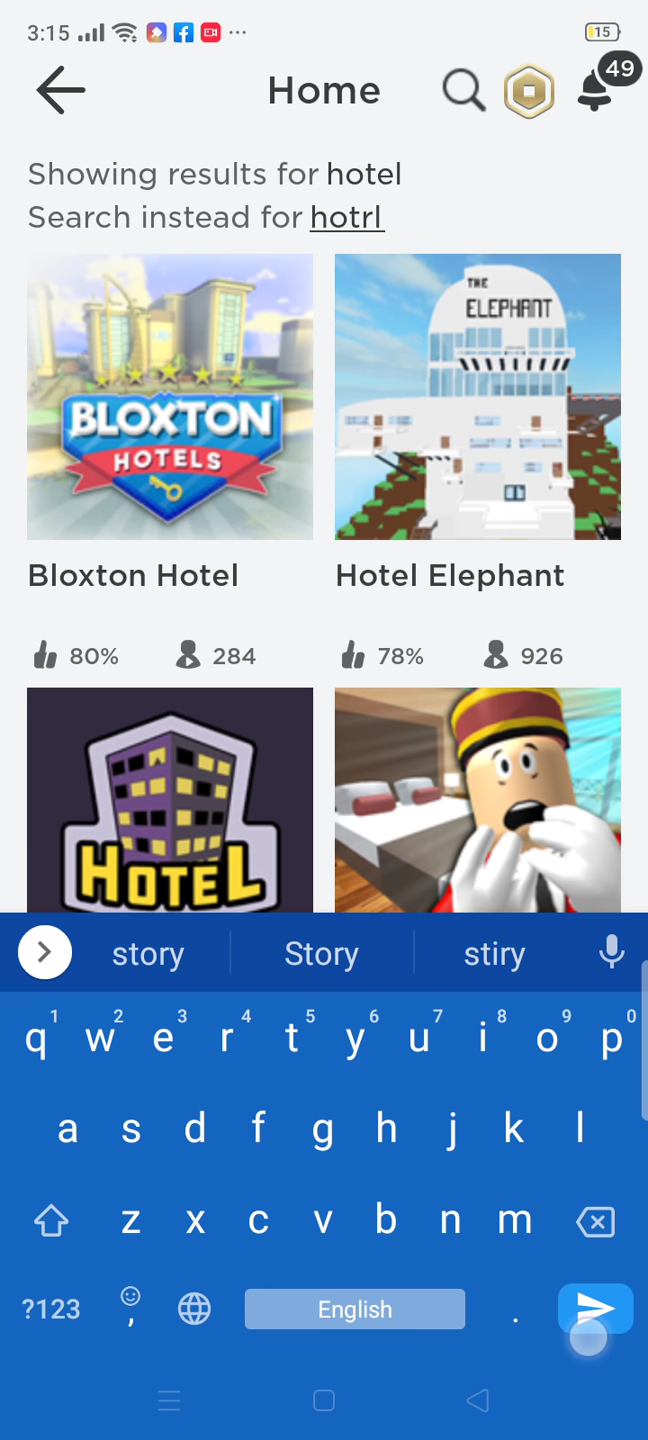 3:15 15
Home 49
Showing results for hotel
Search instead for hotrl
THE
ELEPHANT
BLOXTON
HOTELS
Bloxton Hotel Hotel Elephant
80% 284 78% 926
HOTEL
story Story stiry
1 2 3 4 5 6 7 8 9 0
q w e r t y u i o p
a s d f g h j k l
z x c v b n m
?123 , English .